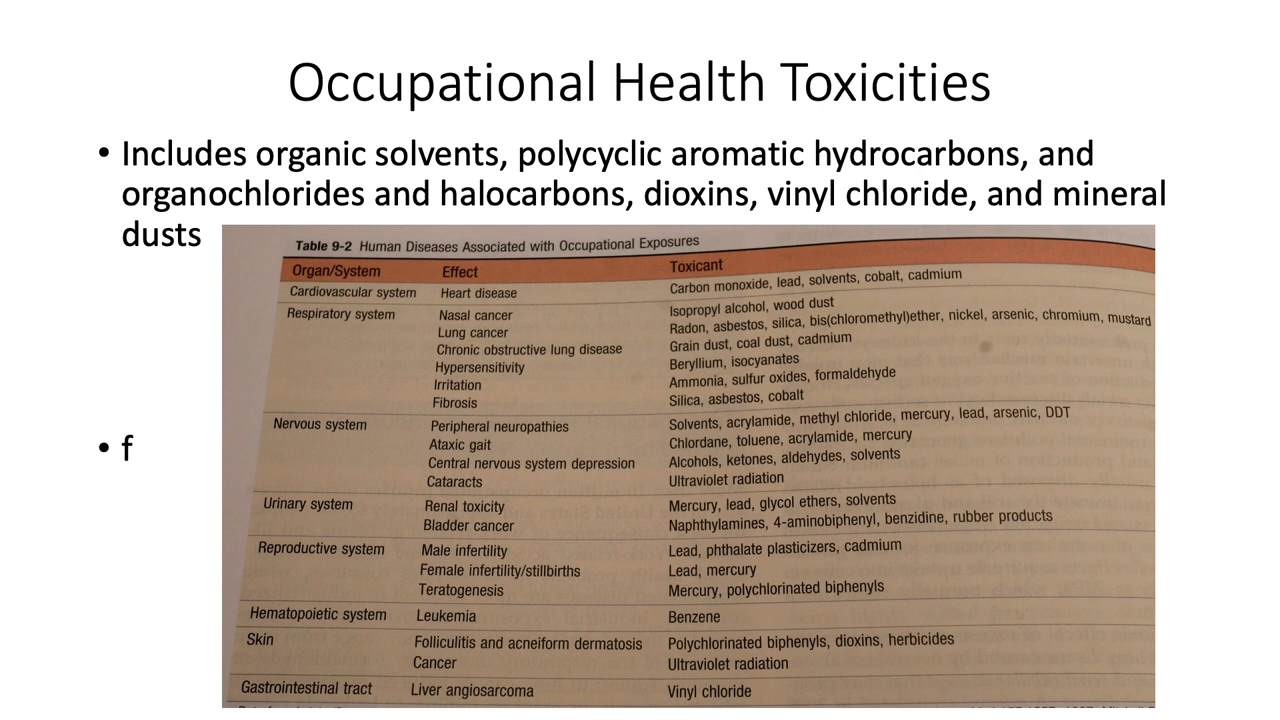 Occupational Health Toxicities
• Includes organic solvents, polycyclic aromatic hydrocarbons, and
organochlorides and halocarbons, dioxins, vinyl chloride, and mineral
dusts
Table 9-2 Human Diseases Associated with Occupational Exposures
Organ/System Effect Toxicant
Cardiovascular system Heart disease Carbon monoxide, lead, solvents, cobalt, cadmium
Respiratory system Nasal cancer Isopropyl alcohol, wood dust
Lung cancer Radon, asbestos, silica, bis(chloromethyl)ether, nickel, arsenic, chromium, mustard
Chronic obstructive lung disease Grain dust, coal dust, cadmium
Hypersensitivity Beryllium, isocyanates
Irritation Ammonia, sulfur oxides, formaldehyde
Fibrosis Silica, asbestos, cobalt
Nervous system Peripheral neuropathies Solvents, acrylamide, methyl chloride, mercury, lead, arsenic, DDT
Ataxic gait Chlordane, toluene, acrylamide, mercury
• f
Central nervous system depression Alcohols, ketones, aldehydes, solvents
Cataracts Ultraviolet radiation
Urinary system Renal toxicity Mercury, lead, glycol ethers, solvents
Bladder cancer Naphthylamines, 4-aminobiphenyl, benzidine, rubber products
Reproductive system Male infertility Lead, phthalate plasticizers, cadmium
Female infertility/stillbirths Lead, mercury
Teratogenesis Mercury, polychlorinated biphenyls
Hematopoietic system Leukemia Benzene
Skin Folliculitis and acneiform dermatosis Polychlorinated biphenyls, dioxins, herbicides
Cancer Ultraviolet radiation
Gastrointestinal tract Liver angiosarcoma Vinyl chloride